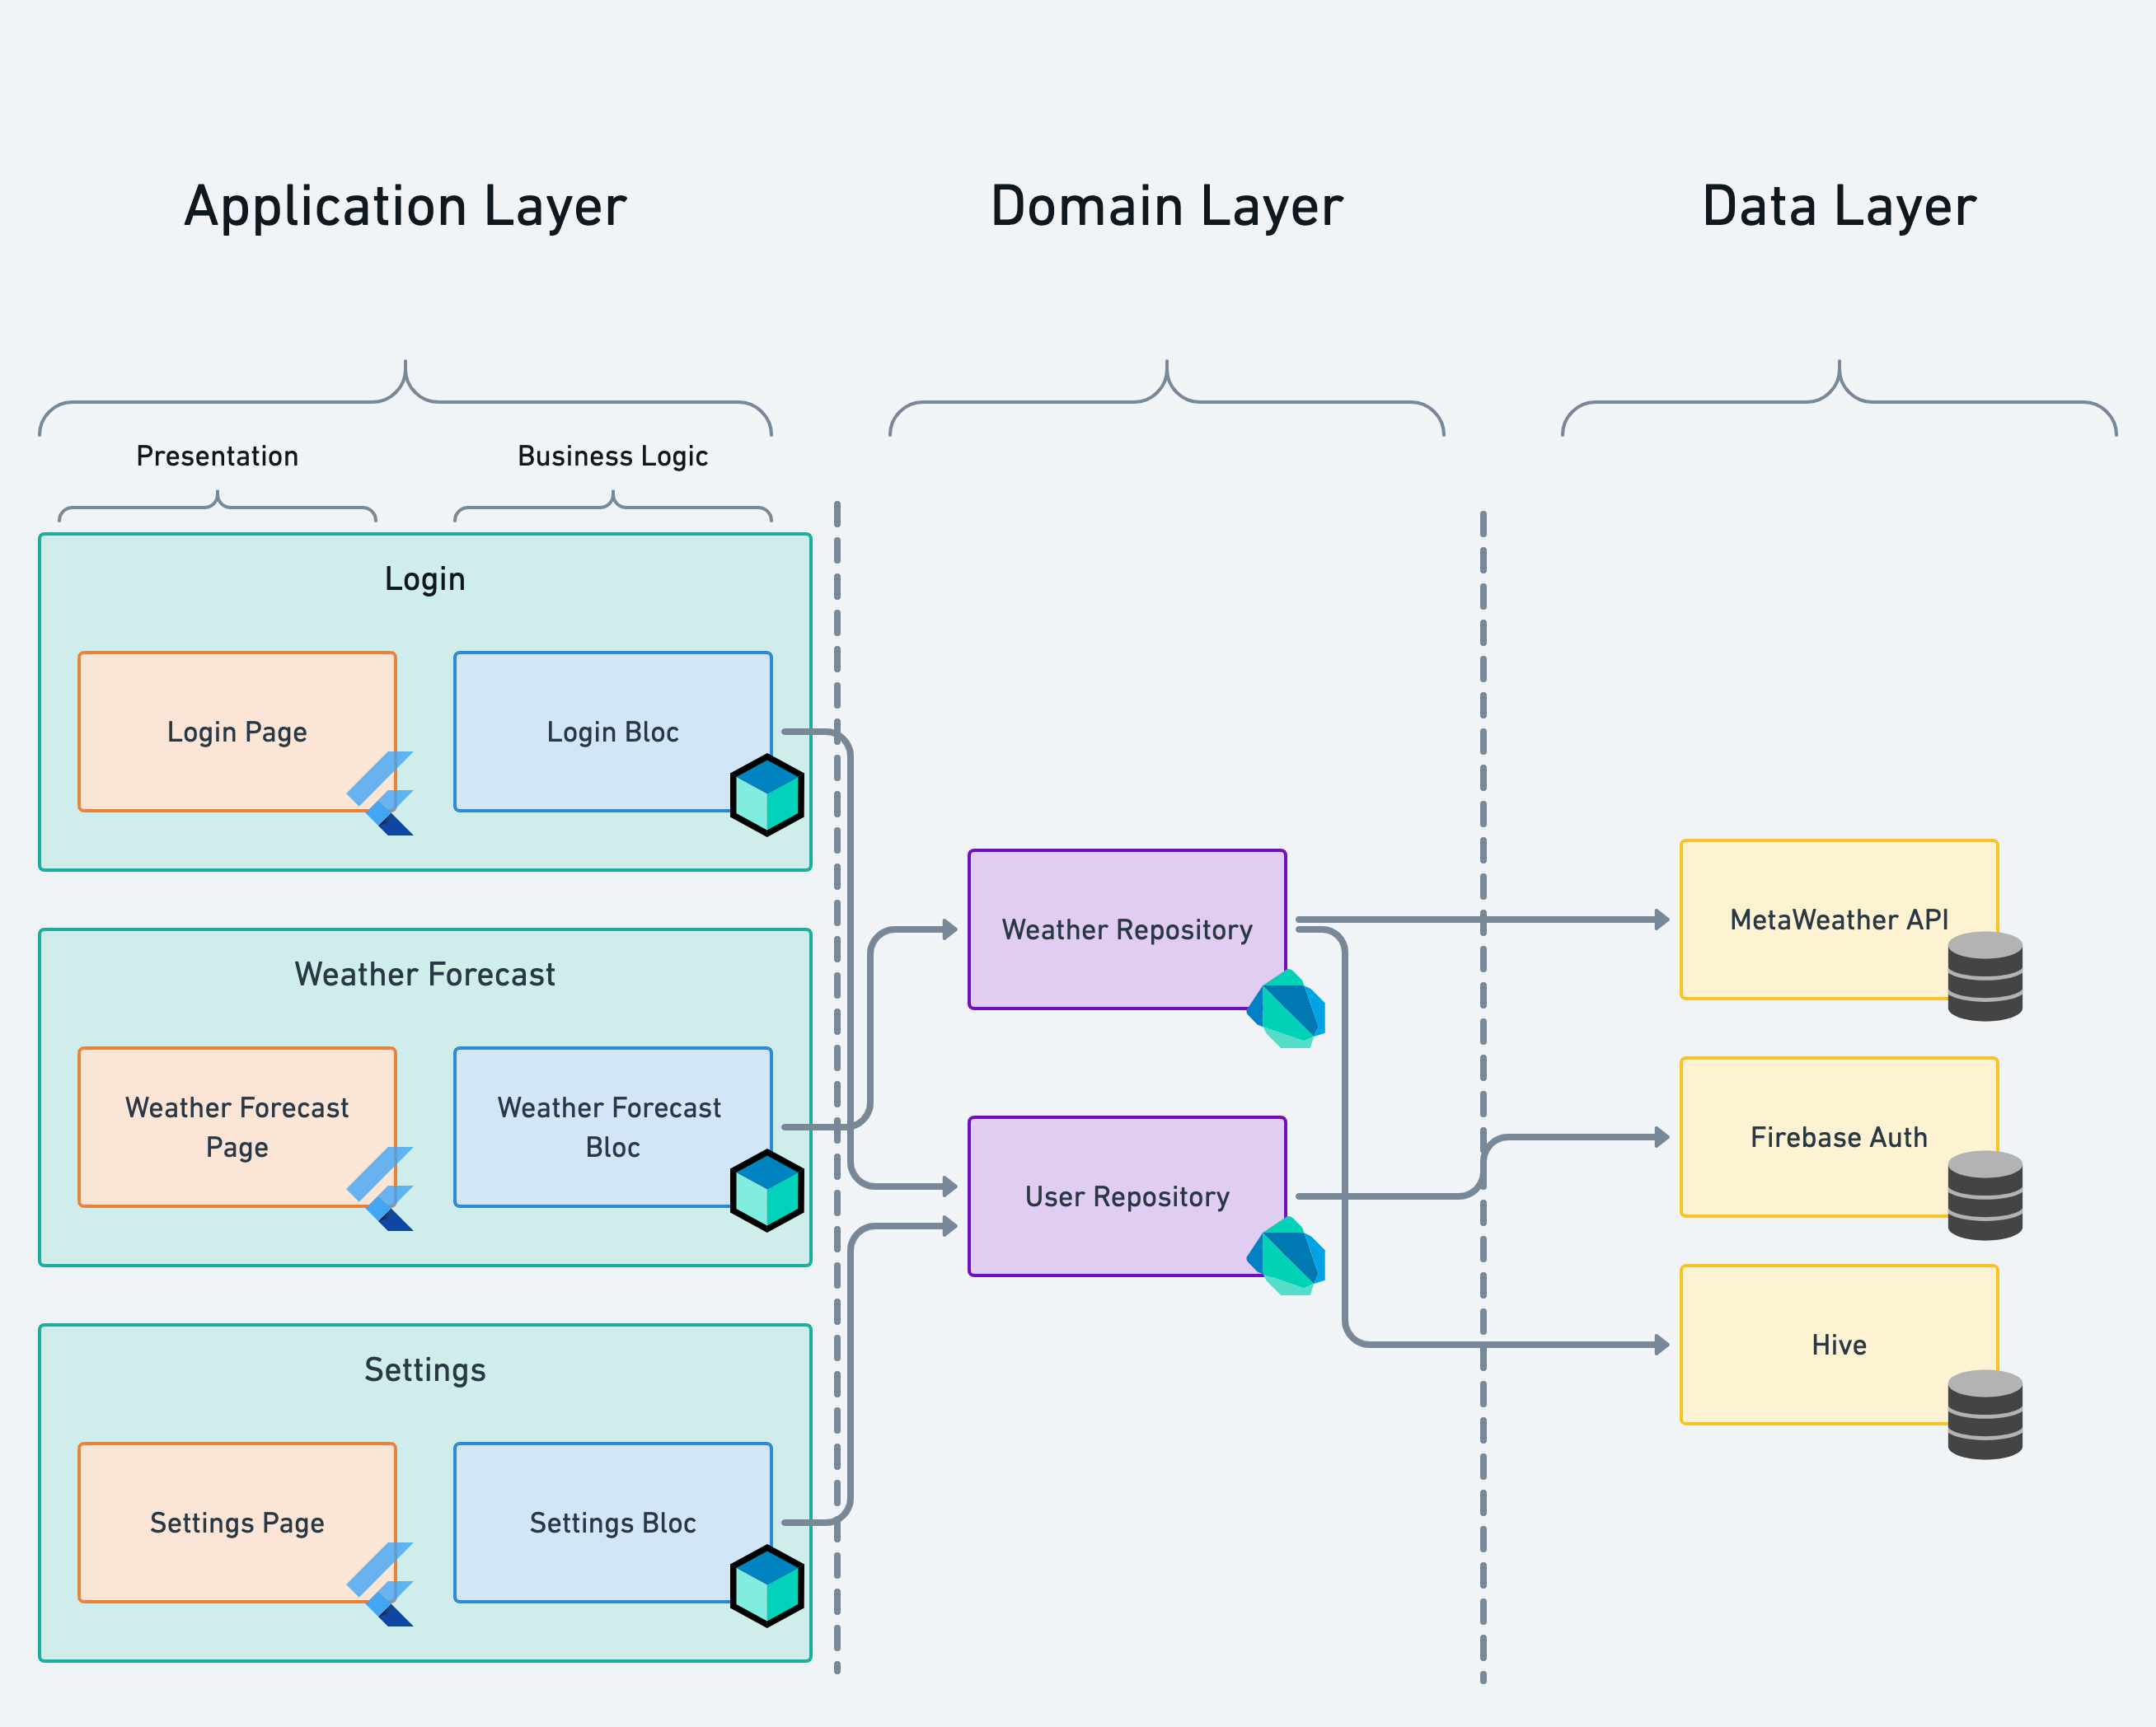 Application Layer
Domain Layer
Data Layer
Presentation
Business Logic
Login
Login Page
Login Bloc
Weather Forecast
Weather Forecast
Page
Weather Forecast
Bloc
Settings
Settings Page
Settings Bloc
Weather Repository
User Repository
MetaWeather API
Firebase Auth
Hive